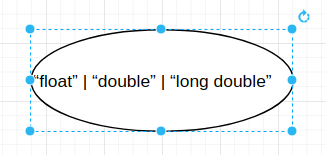 “float” | “double” | “long double”